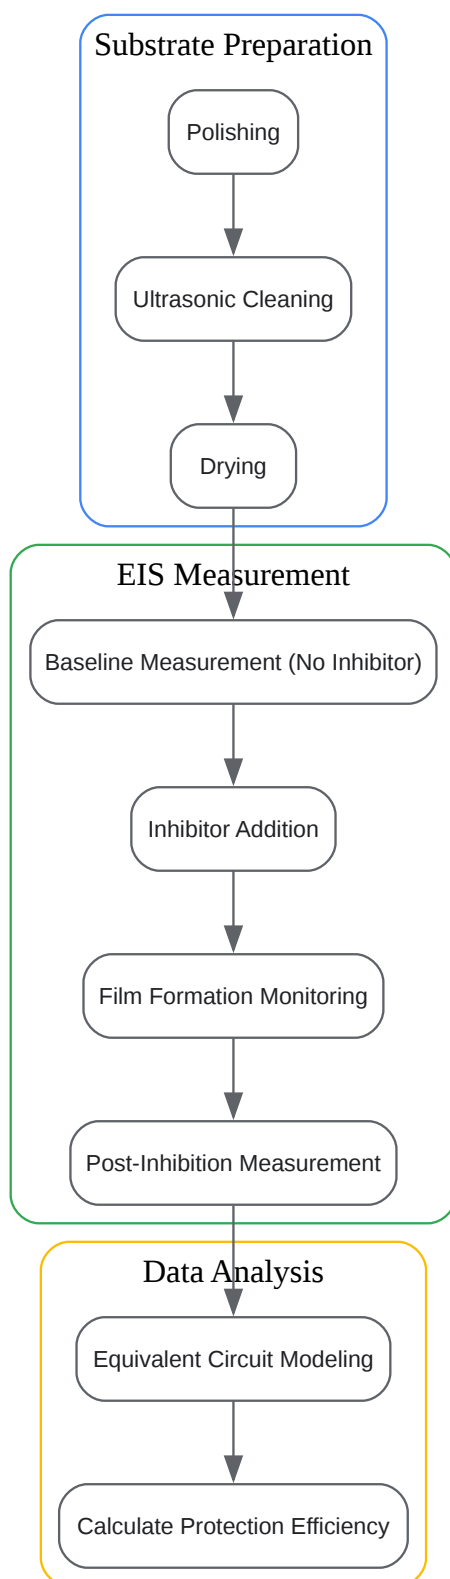 Substrate Preparation
Polishing
Ultrasonic Cleaning
Drying
EIS Measurement
Baseline Measurement (No Inhibitor)
Inhibitor Addition
Film Formation Monitoring
Post-Inhibition Measurement
Data Analysis
Equivalent Circuit Modeling
Calculate Protection Efficiency